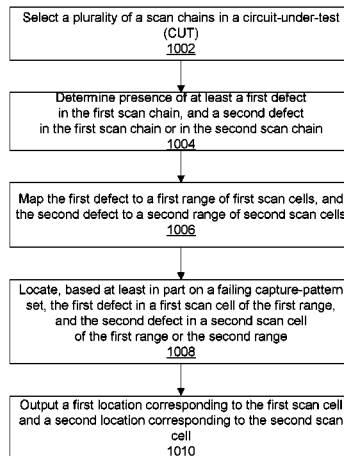 Select a plurality of a scan chains in a circuit-under-test
(CUT)
1002
Determine presence of at least a first defect
in the first scan chain, and a second defect
in the first scan chain or in the second scan chain
1004
Map the first defect to a first range of first scan cells, and
the second defect to a second range of second scan cells
1006
Locate, based at least in part on a failing capture-pattern
set, the first defect in a first scan cell of the first range,
and the second defect in a second scan cell
of the first range or the second range
1008
Output a first location corresponding to the first scan cell
and a second location corresponding to the second scan
cell
1010